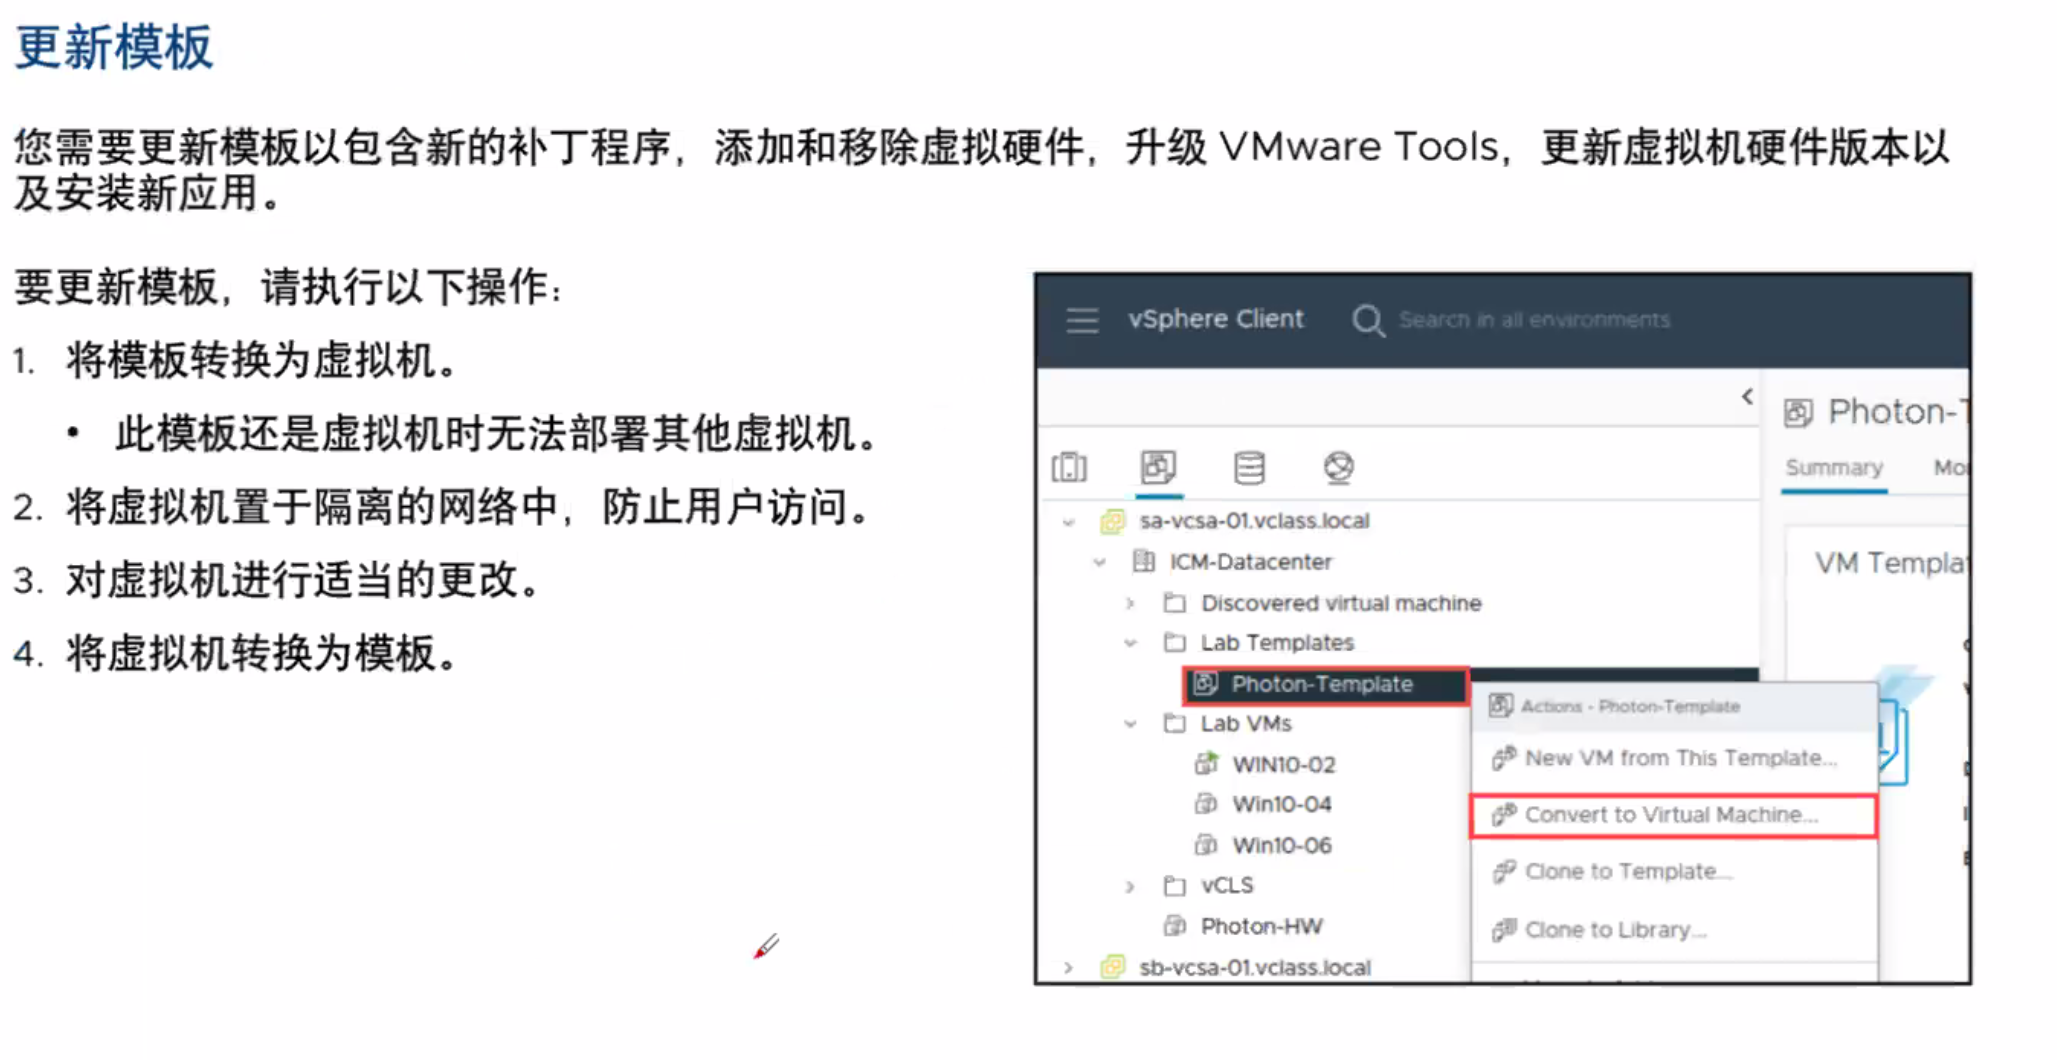 更新模板
您需要更新模板以包含新的补丁程序，添加和移除虚拟硬件，升级 VMware Tools，更新虚拟机硬件版本以
及安装新应用。
要更新模板，请执行以下操作：
1. 将模板转换为虚拟机。
• 此模板还是虚拟机时无法部署其他虚拟机。
2. 将虚拟机置于隔离的网络中，防止用户访问。
3. 对虚拟机进行适当的更改。
4. 将虚拟机转换为模板。
vSphere Client
Search in all environments
sa-vcsa-01.vclass.local
ICM-Datacenter
Discovered virtual machine
Lab Templates
Photon-Template
Lab VMs
WIN10-02
Win10-04
Win10-06
vCLS
Photon-HW
sb-vcsa-01.vclass.local
Photon-T
Summary
Mo
VM Templa
Actions - Photon-Template
New VM from This Template...
Convert to Virtual Machine...
Clone to Template...
Clone to Library...